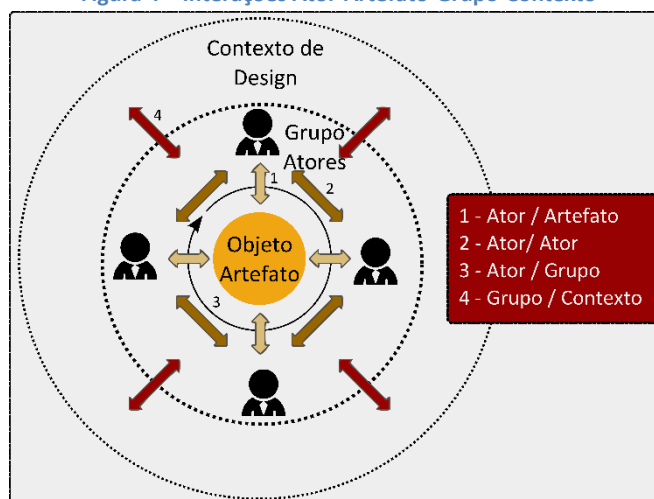 Contexto de
Design
4
Grupo
Atores
1
2
Objeto
Artefato
3
1 - Ator / Artefato
2 - Ator/ Ator
3 - Ator / Grupo
4 - Grupo / Contexto